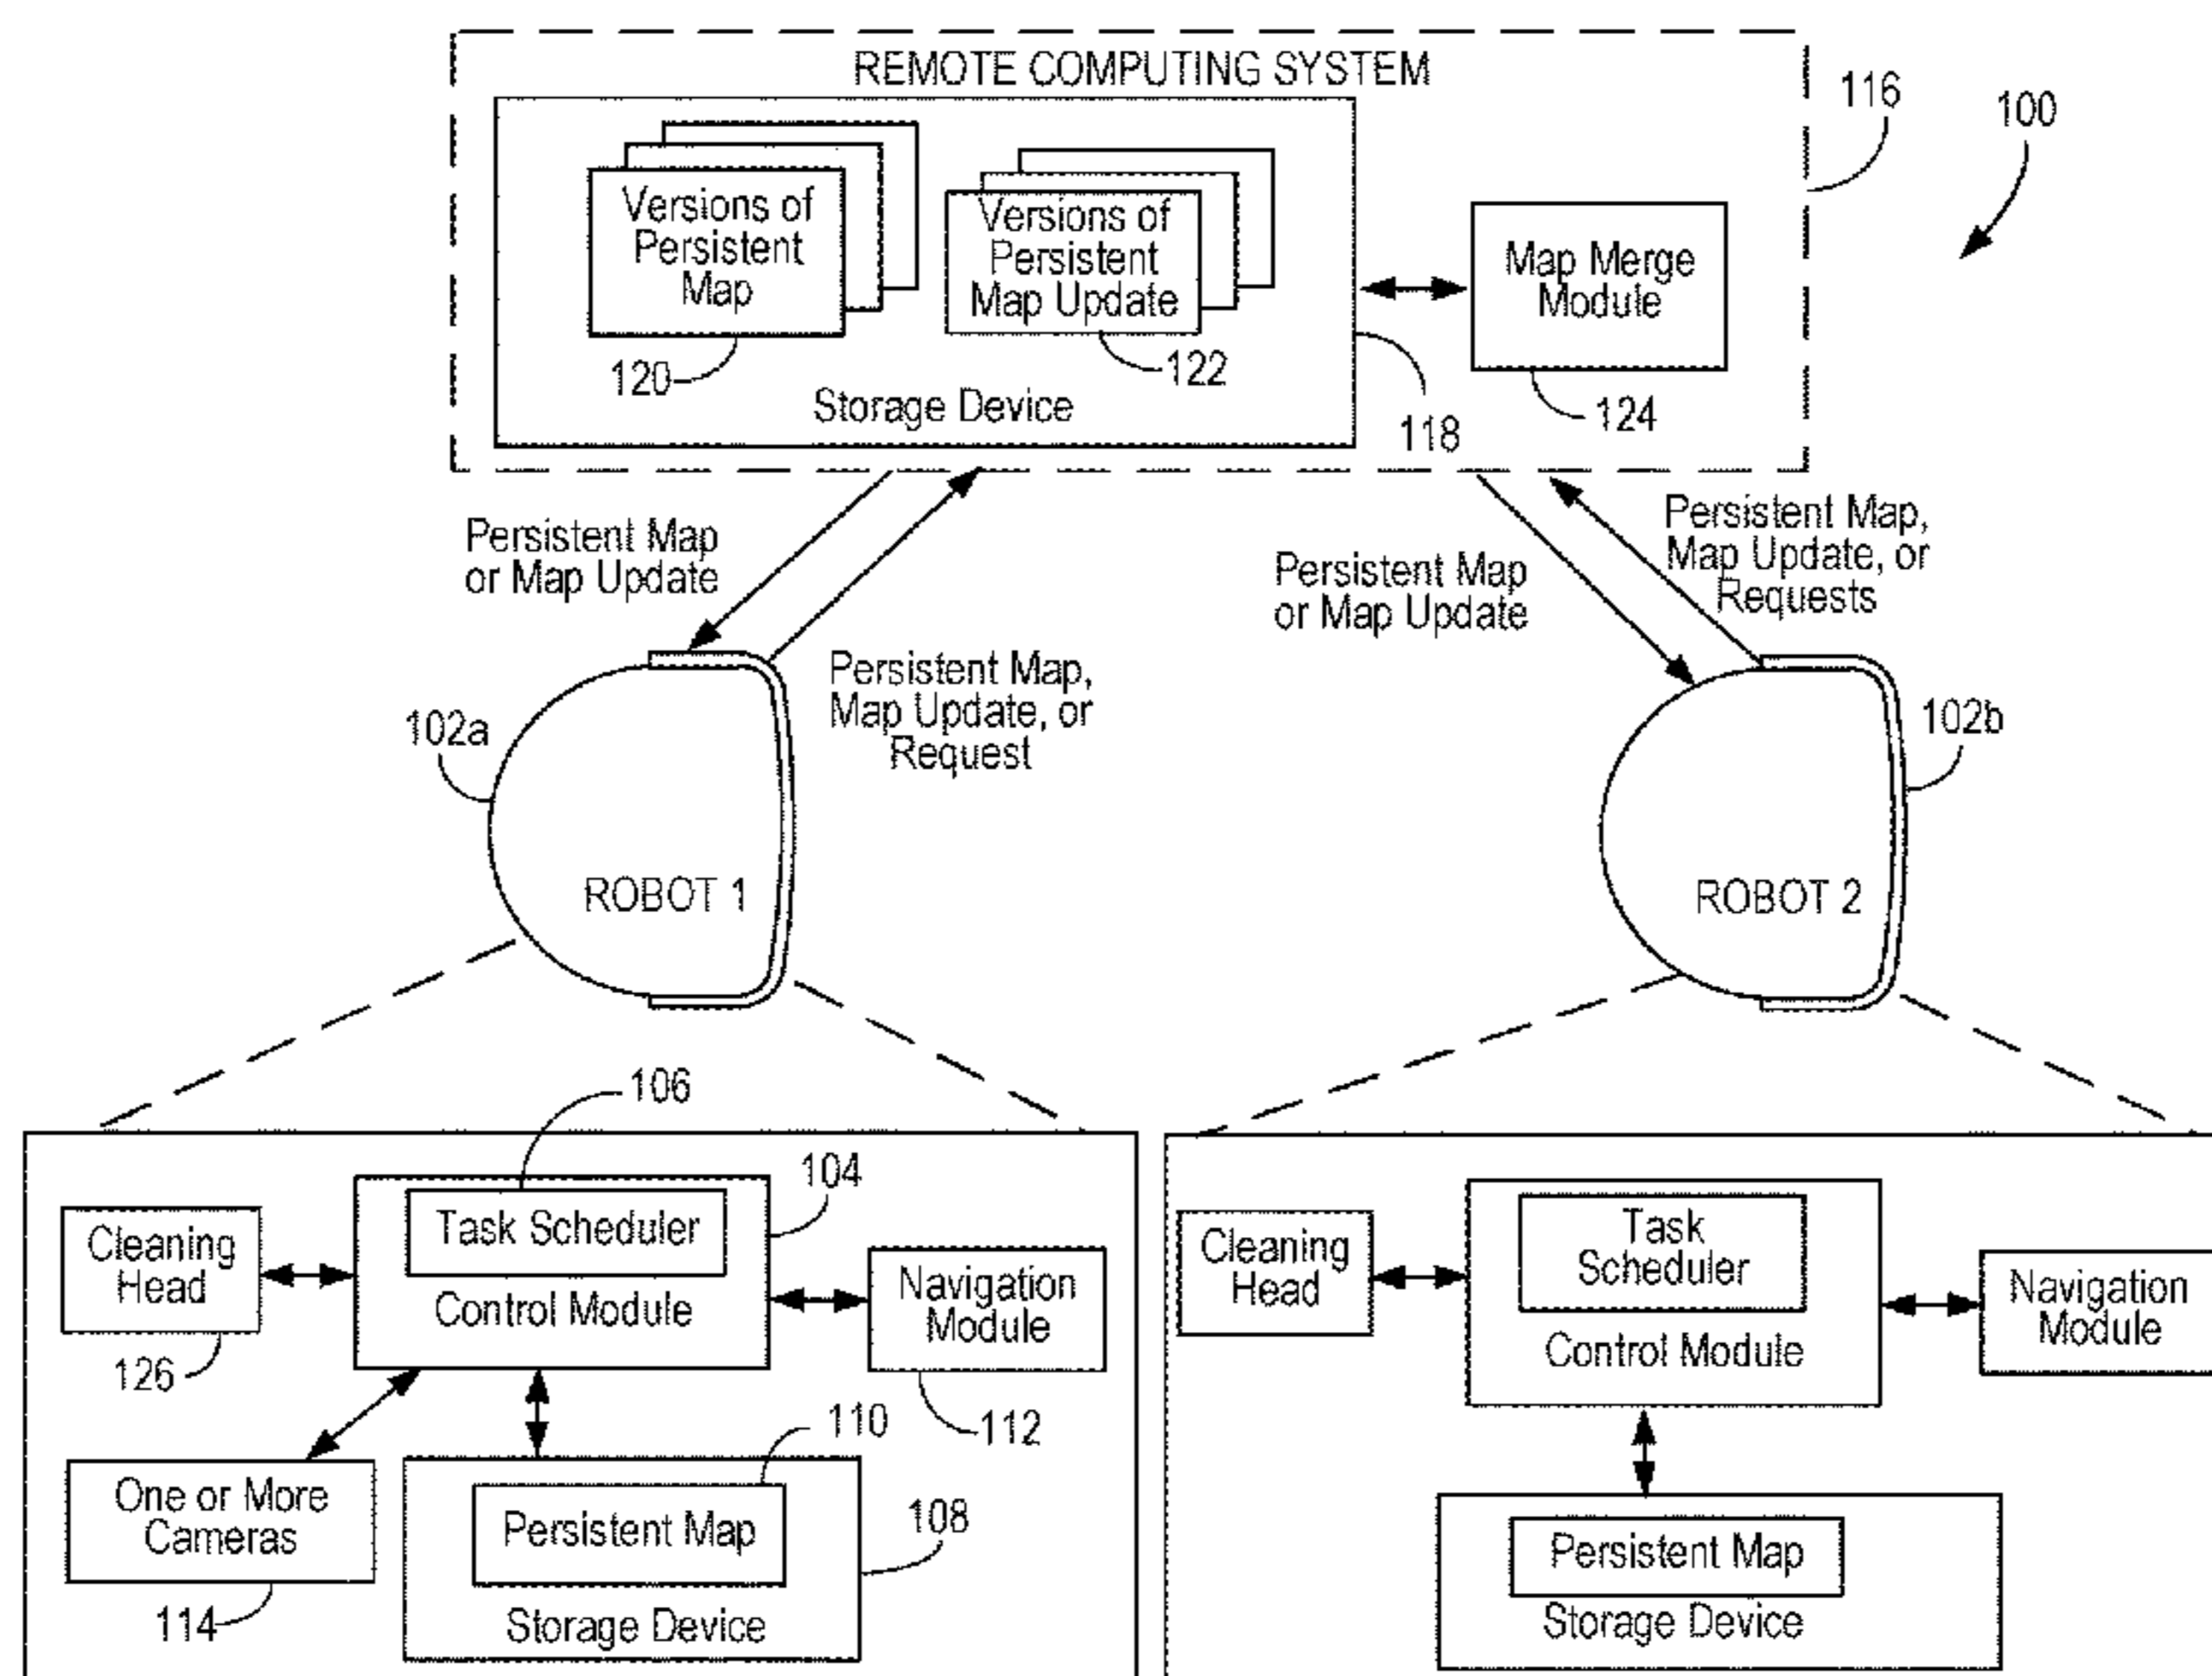 REMOTE COMPUTING SYSTEM
116
100
Versions of
Persistent
Map
Versions of
Persistent
Map Update
Map Merge
Module
120
122
Storage Device
118
124
Persistent Map
or Map Update
Persistent Map,
Map Update, or
Request
Persistent Map
or Map Update
Persistent Map,
Map Update, or
Requests
102a
102b
ROBOT 1
ROBOT 2
106
104
Cleaning
Head
Task Scheduler
Control Module
Navigation
Module
126
110
112
One or More
Cameras
Persistent Map
108
114
Storage Device
Cleaning
Head
Task
Scheduler
Control Module
Navigation
Module
Persistent Map
Storage Device